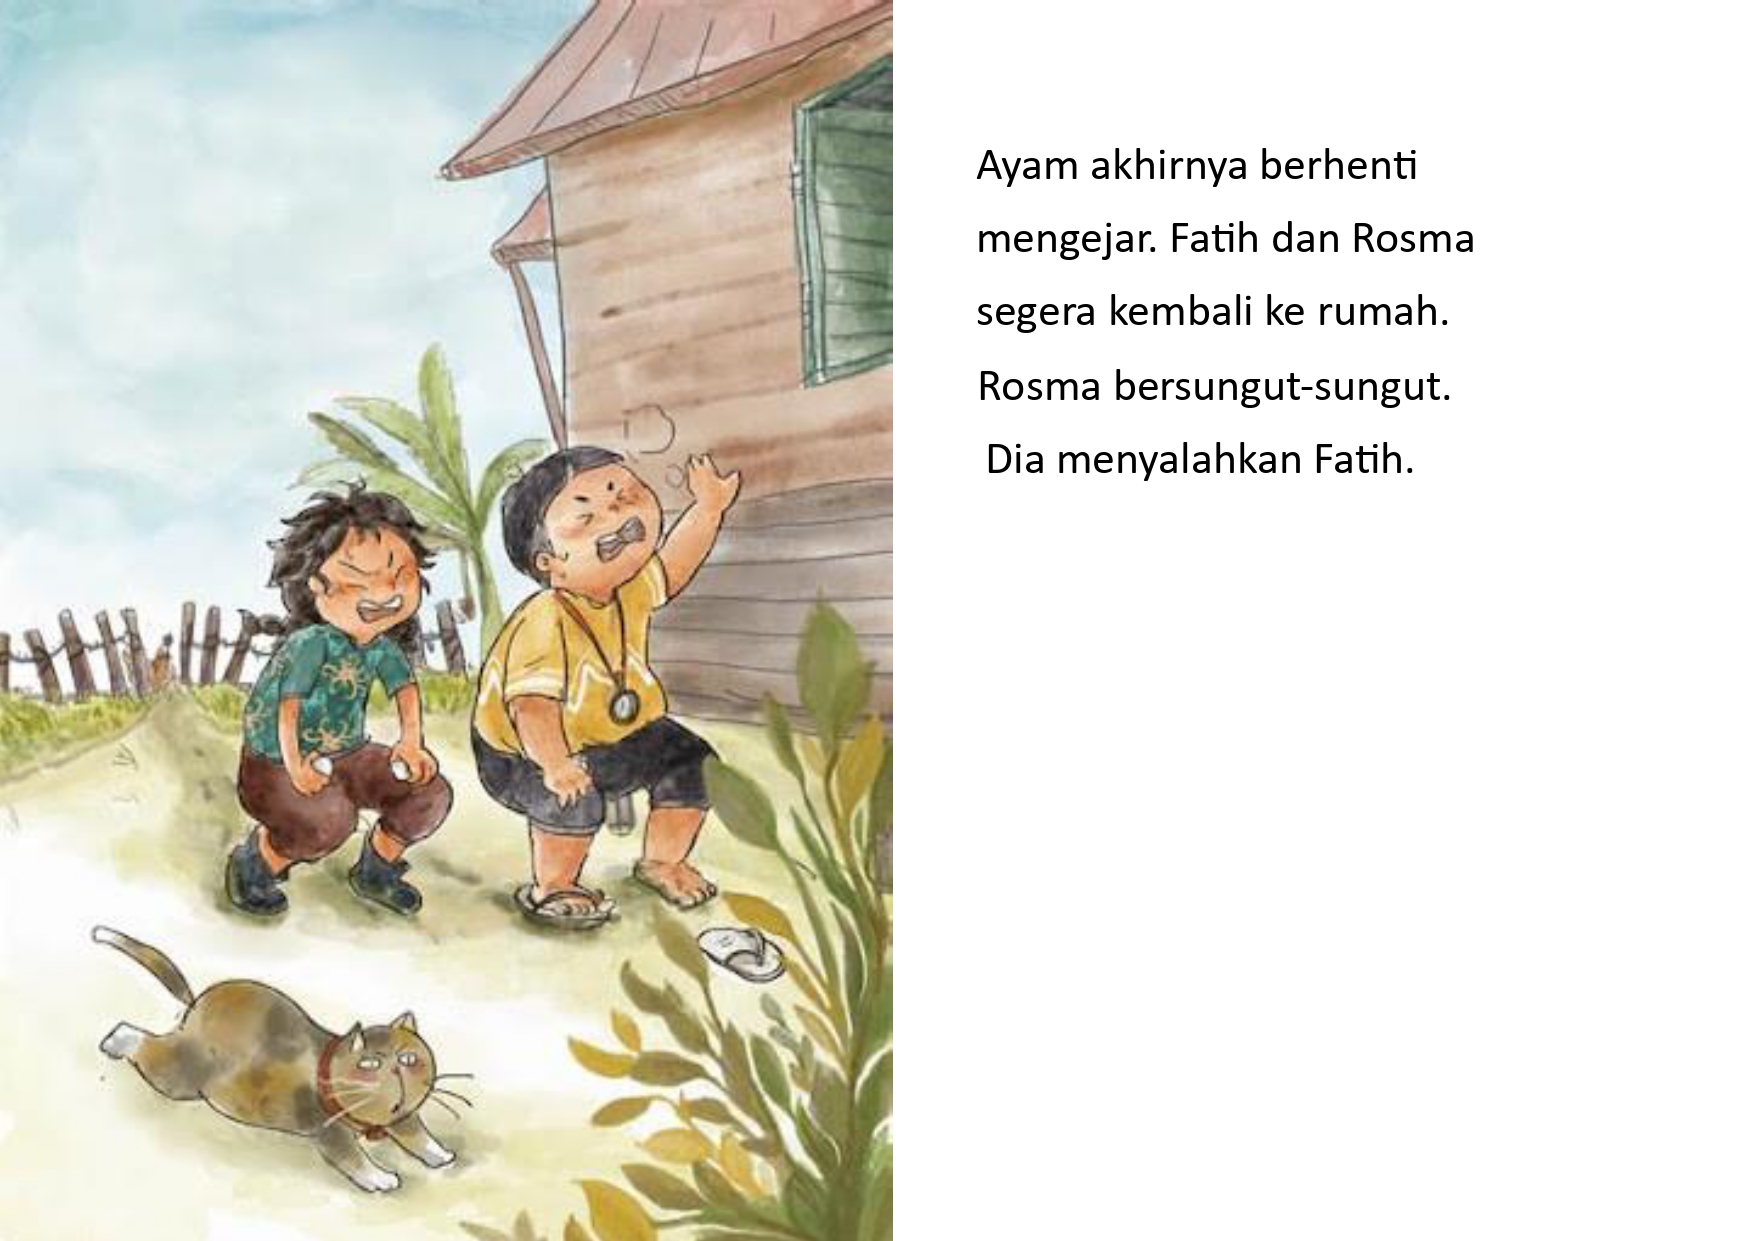 Ayam akhirnya berhenti
mengejar. Fatih dan Rosma
segera kembali ke rumah.
Rosma bersungut-sungut.
Dia menyalahkan Fatih.